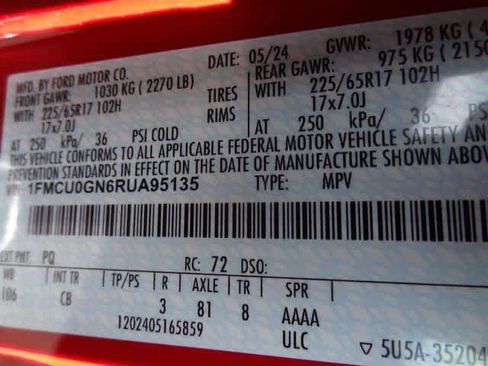 MFD. BY FORD MOTOR CO. DATE: 05/24 GVWR: 1978 KG
FRONT GAWR: 1030 KG (2270 LB) REAR GAWR: 975 KG (2150
WITH 225/65R17 102H TIRES WITH 225/65R17 102H
17x7.0J RIMS 17x7.0J
AT 250 kPa/ 36 PSI COLD AT 250 kPa/ 36
THIS VEHICLE CONFORMS TO ALL APPLICABLE FEDERAL MOTOR VEHICLE SAFETY AND
PREVENTION STANDARDS IN EFFECT ON THE DATE OF MANUFACTURE SHOWN ABOVE
VIN: 1FMCU0GN6RUA95135 TYPE: MPV
EXT PNT: PQ RC: 72 DSO:
WB INT TR TP/PS R AXLE TR SPR
106 CB 3 81 8 AAAA
1202405165859 ULC
▽ 5U5A-35204